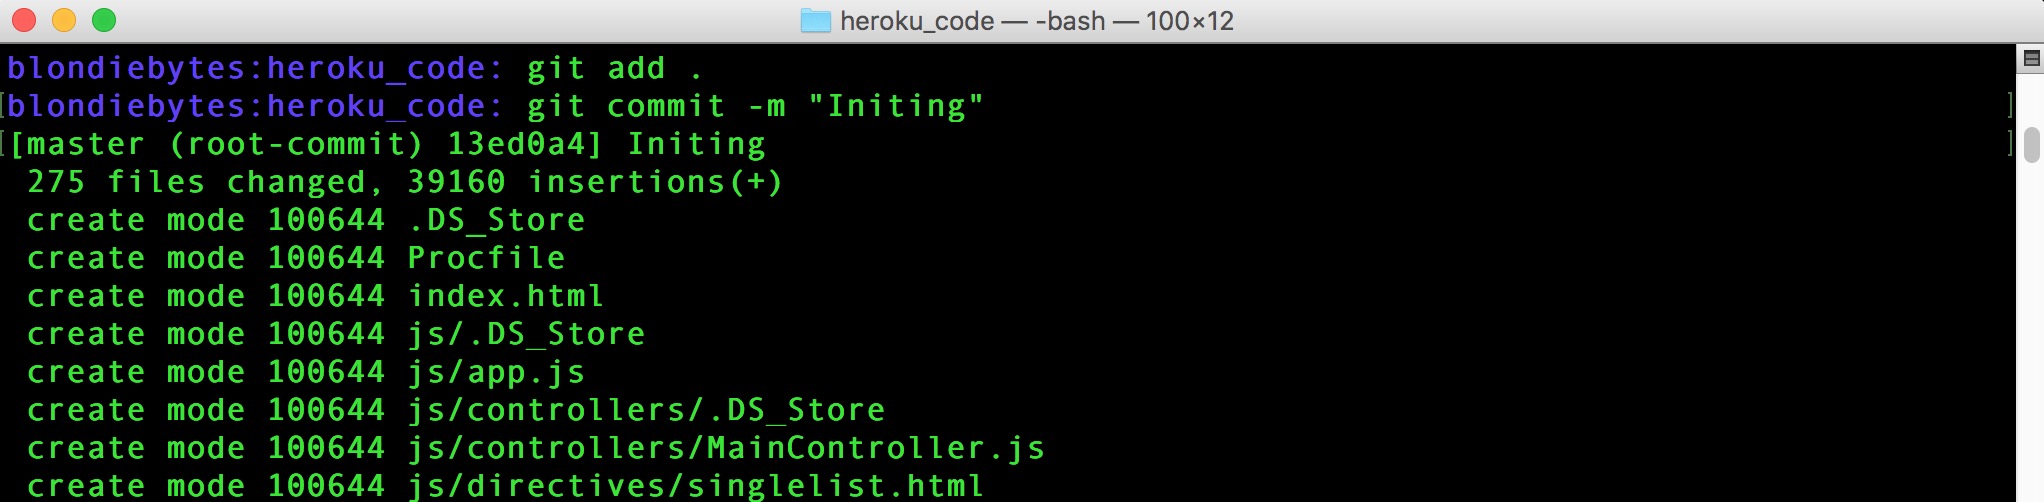 heroku_code — -bash — 100×12
blondiebytes:heroku_code: git add .
[blondiebytes:heroku_code: git commit -m "Initing" ]
[[master (root-commit) 13ed0a4] Initing ]
 275 files changed, 39160 insertions(+)
 create mode 100644 .DS_Store
 create mode 100644 Procfile
 create mode 100644 index.html
 create mode 100644 js/.DS_Store
 create mode 100644 js/app.js
 create mode 100644 js/controllers/.DS_Store
 create mode 100644 js/controllers/MainController.js
 create mode 100644 js/directives/singlelist.html